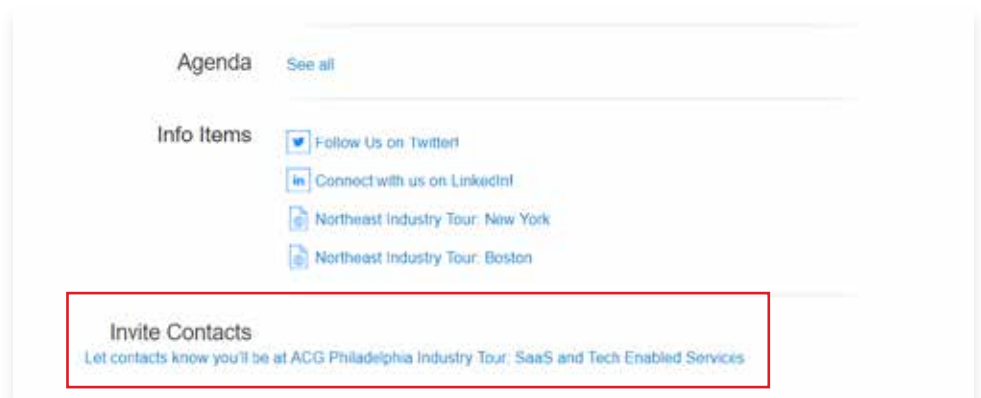 Agenda See all
Info Items
Follow Us on Twitter!
Connect with us on LinkedIn!
Northeast Industry Tour: New York
Northeast Industry Tour: Boston
Invite Contacts
Let contacts know you'll be at ACG Philadelphia Industry Tour: SaaS and Tech Enabled Services